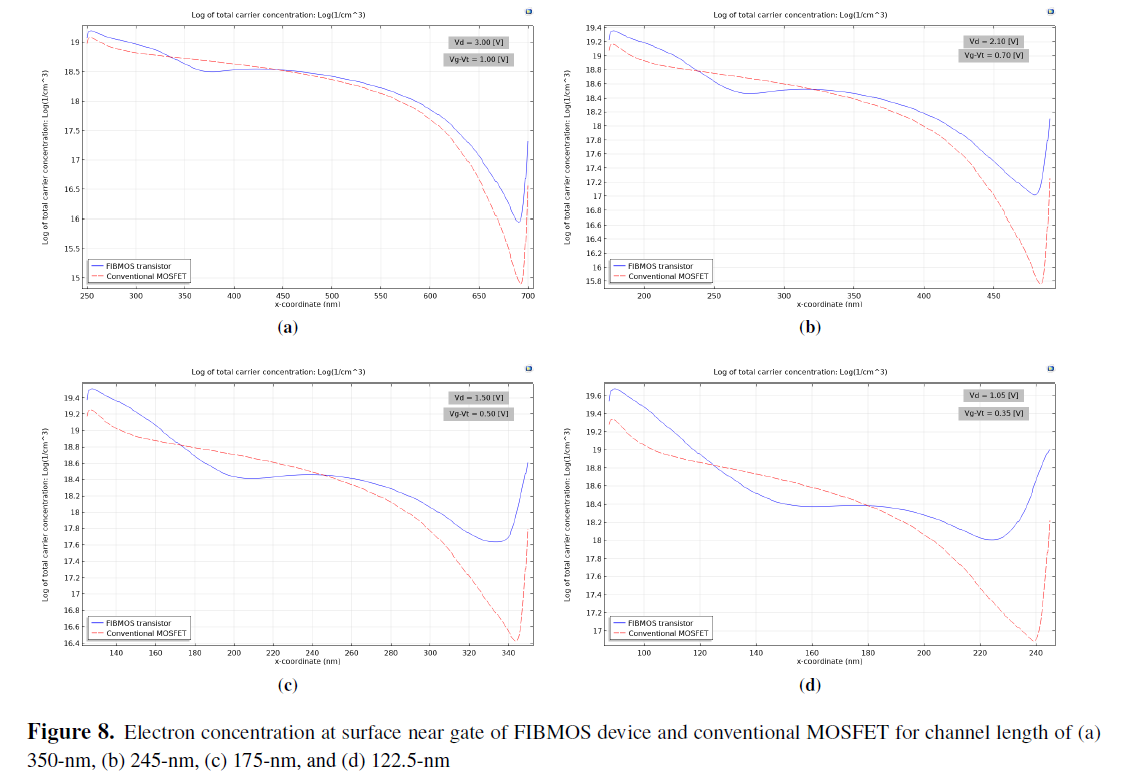 Log of total carrier concentration: Log(1/cm^3)
Log of total carrier concentration: Log(1/cm^3)
19
18.5
18
17.5
17
16.5
16
15.5
15
Vd = 3.00 [V]
Vg-Vt = 1.00 [V]
FIBMOS transistor
Conventional MOSFET
250 300 350 400 450 500 550 600 650 700
x-coordinate (nm)
(a)
Log of total carrier concentration: Log(1/cm^3)
Log of total carrier concentration: Log(1/cm^3)
19.4
19.2
19
18.8
18.6
18.4
18.2
18
17.8
17.6
17.4
17.2
17
16.8
16.6
16.4
16.2
16
15.8
Vd = 2.10 [V]
Vg-Vt = 0.70 [V]
FIBMOS transistor
Conventional MOSFET
200 250 300 350 400 450
x-coordinate (nm)
(b)
Log of total carrier concentration: Log(1/cm^3)
Log of total carrier concentration: Log(1/cm^3)
19.4
19.2
19
18.8
18.6
18.4
18.2
18
17.8
17.6
17.4
17.2
17
16.8
16.6
16.4
Vd = 1.50 [V]
Vg-Vt = 0.50 [V]
FIBMOS transistor
Conventional MOSFET
140 160 180 200 220 240 260 280 300 320 340
x-coordinate (nm)
(c)
Log of total carrier concentration: Log(1/cm^3)
Log of total carrier concentration: Log(1/cm^3)
19.6
19.4
19.2
19
18.8
18.6
18.4
18.2
18
17.8
17.6
17.4
17.2
17
Vd = 1.05 [V]
Vg-Vt = 0.35 [V]
FIBMOS transistor
Conventional MOSFET
100 120 140 160 180 200 220 240
x-coordinate (nm)
(d)
Figure 8. Electron concentration at surface near gate of FIBMOS device and conventional MOSFET for channel length of (a)
350-nm, (b) 245-nm, (c) 175-nm, and (d) 122.5-nm